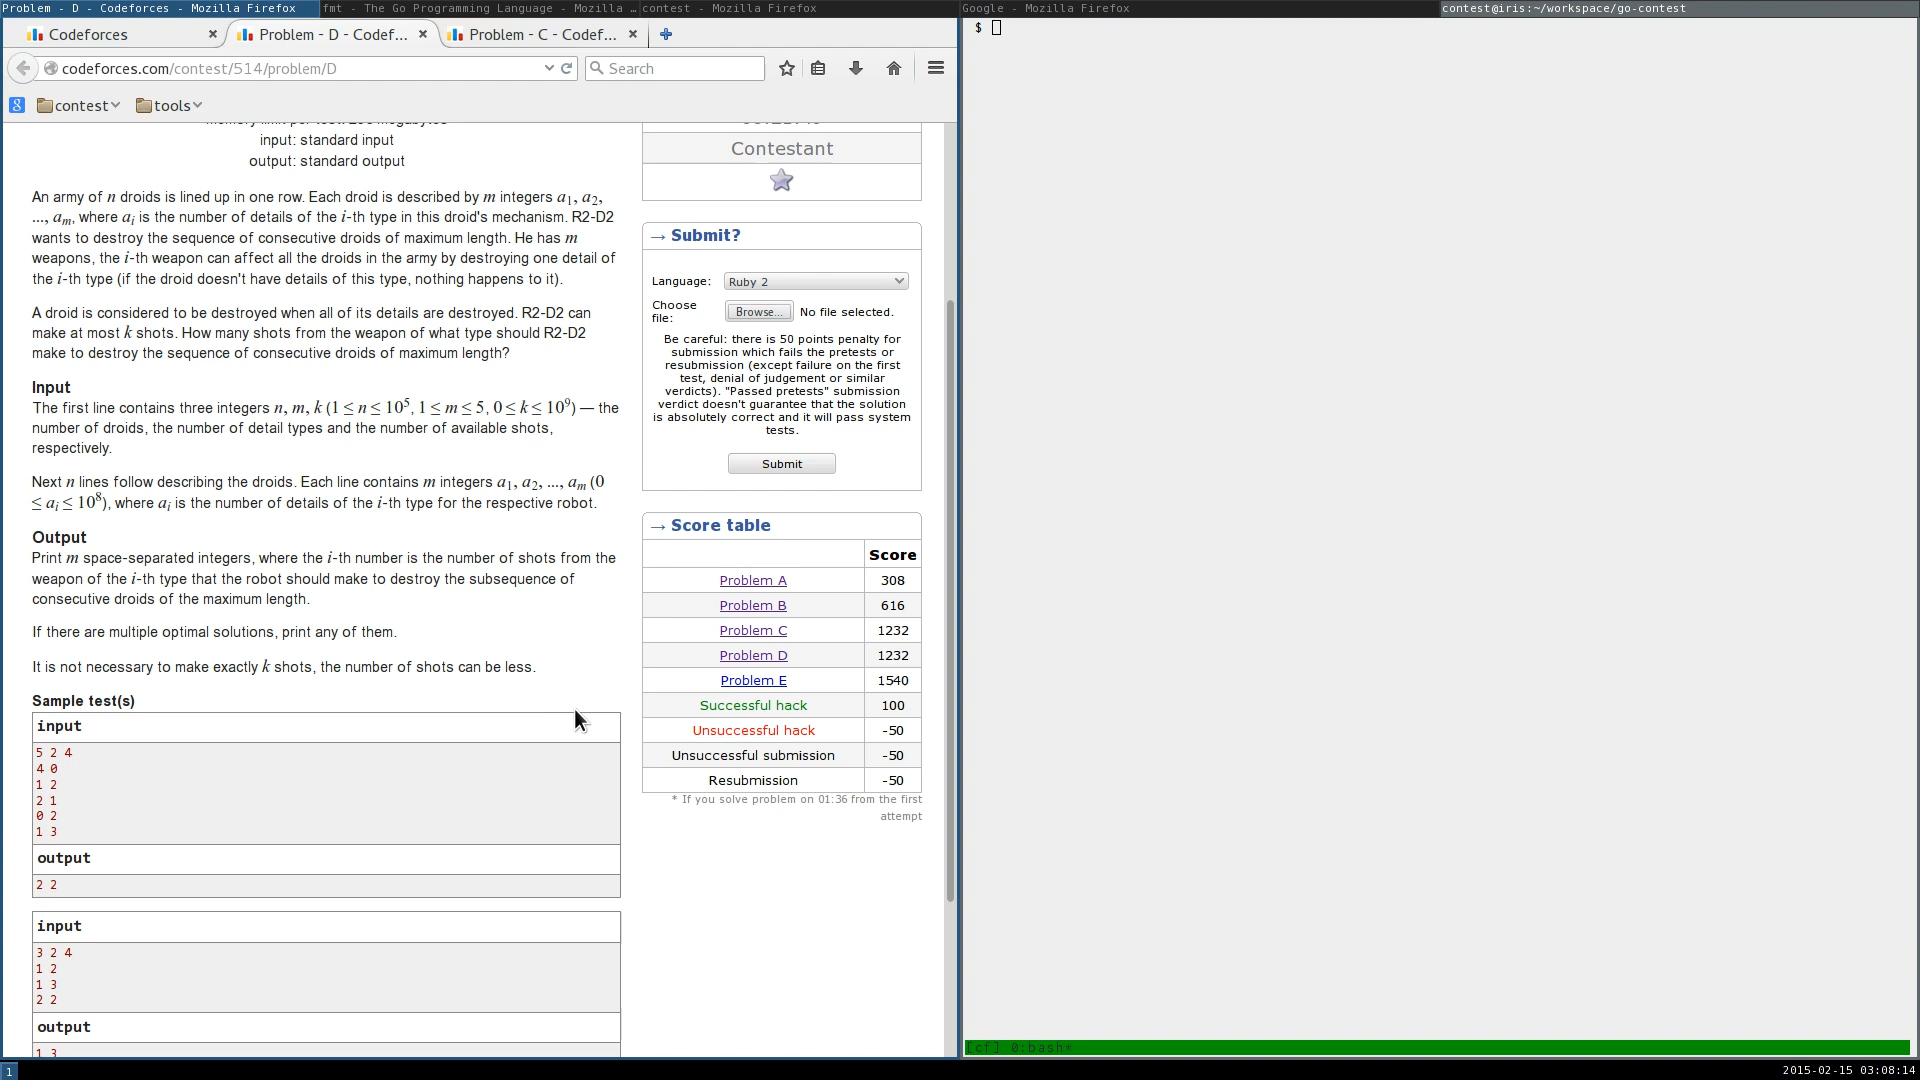 Problem - D - Codeforces - Mozilla Firefox
fmt - The Go Programming Language - Mozilla …
contest - Mozilla Firefox
Google - Mozilla Firefox
contest@iris:~/workspace/go-contest
Codeforces
Problem - D - Codef...
Problem - C - Codef...
codeforces.com/contest/514/problem/D
Search
contest
tools
input: standard input
output: standard output
An army of n droids is lined up in one row. Each droid is described by m integers a1, a2,
..., am, where ai is the number of details of the i-th type in this droid's mechanism. R2-D2
wants to destroy the sequence of consecutive droids of maximum length. He has m
weapons, the i-th weapon can affect all the droids in the army by destroying one detail of
the i-th type (if the droid doesn't have details of this type, nothing happens to it).
A droid is considered to be destroyed when all of its details are destroyed. R2-D2 can
make at most k shots. How many shots from the weapon of what type should R2-D2
make to destroy the sequence of consecutive droids of maximum length?
Input
The first line contains three integers n, m, k (1 ≤ n ≤ 10^5, 1 ≤ m ≤ 5, 0 ≤ k ≤ 10^9) — the
number of droids, the number of detail types and the number of available shots,
respectively.
Next n lines follow describing the droids. Each line contains m integers a1, a2, ..., am (0
≤ ai ≤ 10^8), where ai is the number of details of the i-th type for the respective robot.
Output
Print m space-separated integers, where the i-th number is the number of shots from the
weapon of the i-th type that the robot should make to destroy the subsequence of
consecutive droids of the maximum length.
If there are multiple optimal solutions, print any of them.
It is not necessary to make exactly k shots, the number of shots can be less.
Sample test(s)
input
5 2 4
4 0
1 2
2 1
0 2
1 3
output
2 2
input
3 2 4
1 2
1 3
2 2
output
1 3
Contestant
→ Submit?
Language: Ruby 2
Choose
file:
Browse... No file selected.
Be careful: there is 50 points penalty for
submission which fails the pretests or
resubmission (except failure on the first
test, denial of judgement or similar
verdicts). "Passed pretests" submission
verdict doesn't guarantee that the solution
is absolutely correct and it will pass system
tests.
Submit
→ Score table
Score
Problem A 308
Problem B 616
Problem C 1232
Problem D 1232
Problem E 1540
Successful hack 100
Unsuccessful hack -50
Unsuccessful submission -50
Resubmission -50
* If you solve problem on 01:36 from the first
attempt
$
[cf] 0:bash*
1
2015-02-15 03:08:14